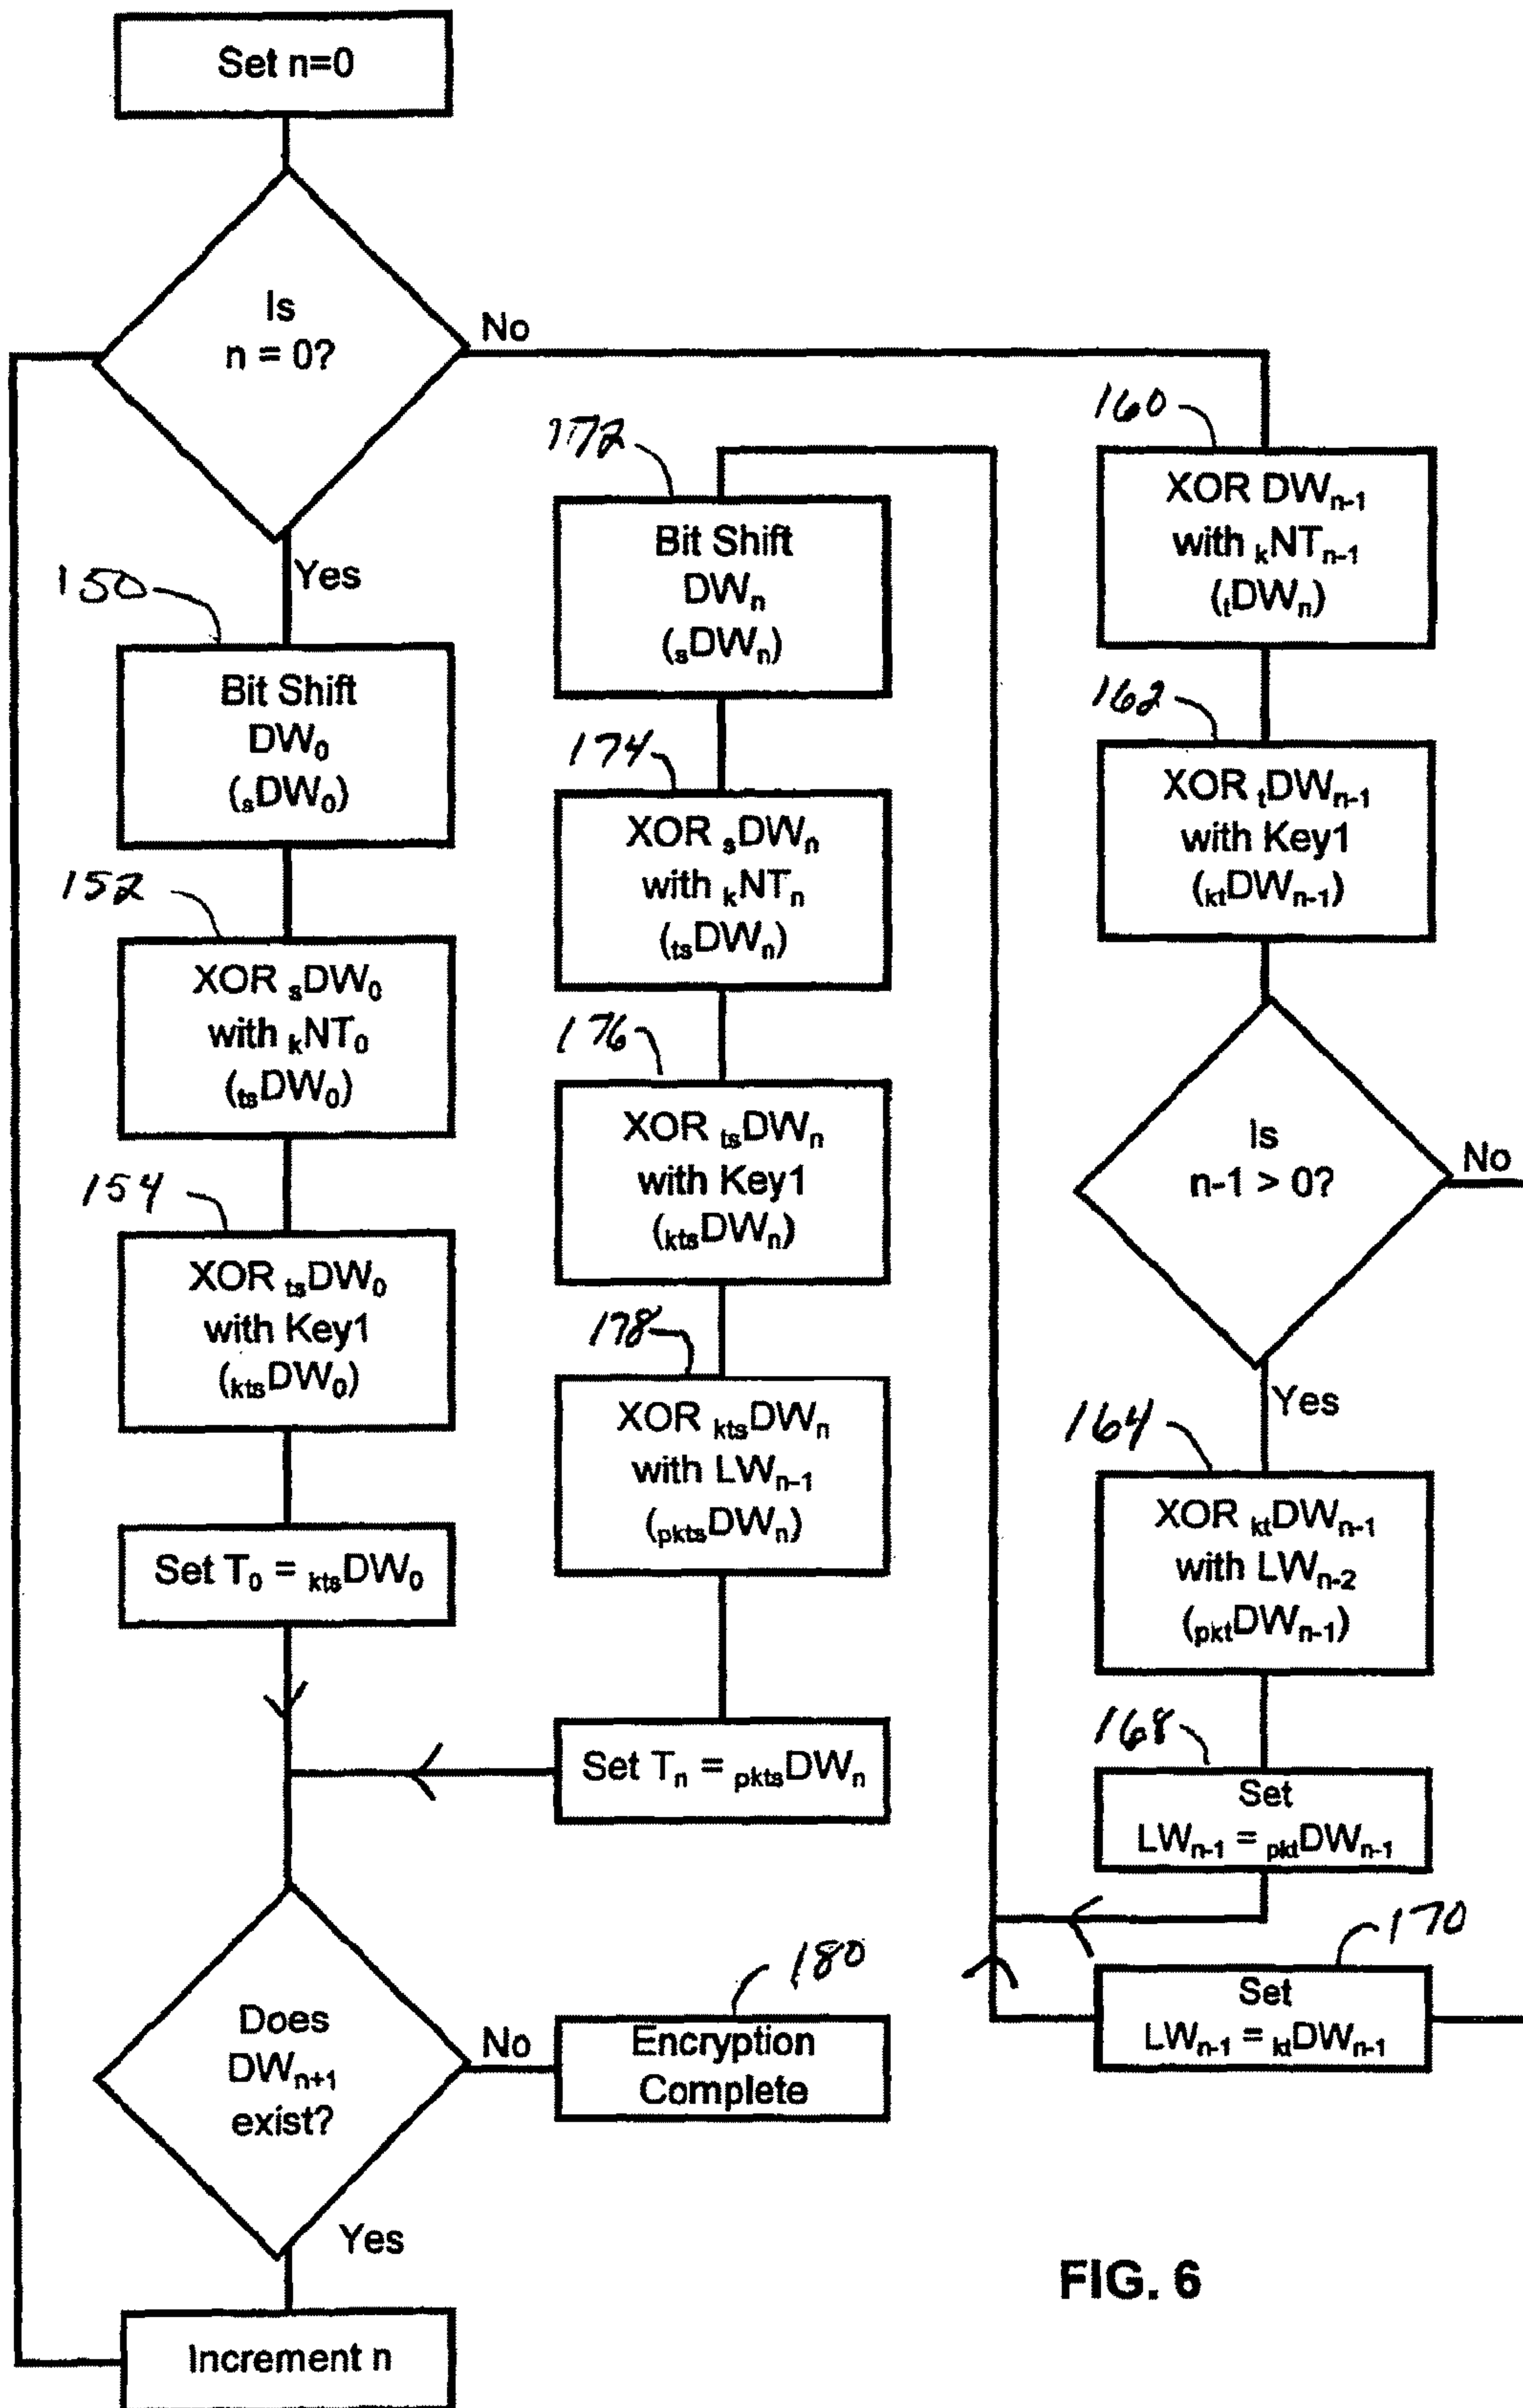 Set n=0
Is
n = 0?
No
Yes
150
Bit Shift
DW₀
(ₛDW₀)
152
XOR ₛDW₀
with ₖNT₀
(ₜₛDW₀)
154
XOR ₜₛDW₀
with Key1
(ₖₜₛDW₀)
Set T₀ = ₖₜₛDW₀
172
Bit Shift
DWₙ
(ₛDWₙ)
174
XOR ₛDWₙ
with ₖNTₙ
(ₜₛDWₙ)
176
XOR ₜₛDWₙ
with Key1
(ₖₜₛDWₙ)
178
XOR ₖₜₛDWₙ
with LWₙ₋₁
(ₚₖₜₛDWₙ)
Set Tₙ = ₚₖₜₛDWₙ
160
XOR DWₙ₋₁
with ₖNTₙ₋₁
(ₜDWₙ)
162
XOR ₜDWₙ₋₁
with Key1
(ₖₜDWₙ₋₁)
Is
n-1 > 0?
No
Yes
164
XOR ₖₜDWₙ₋₁
with LWₙ₋₂
(ₚₖₜDWₙ₋₁)
168
Set
LWₙ₋₁ = ₚₖₜDWₙ₋₁
170
Set
LWₙ₋₁ = ₖₜDWₙ₋₁
Does
DWₙ₊₁
exist?
No
180
Encryption
Complete
Yes
Increment n
FIG. 6